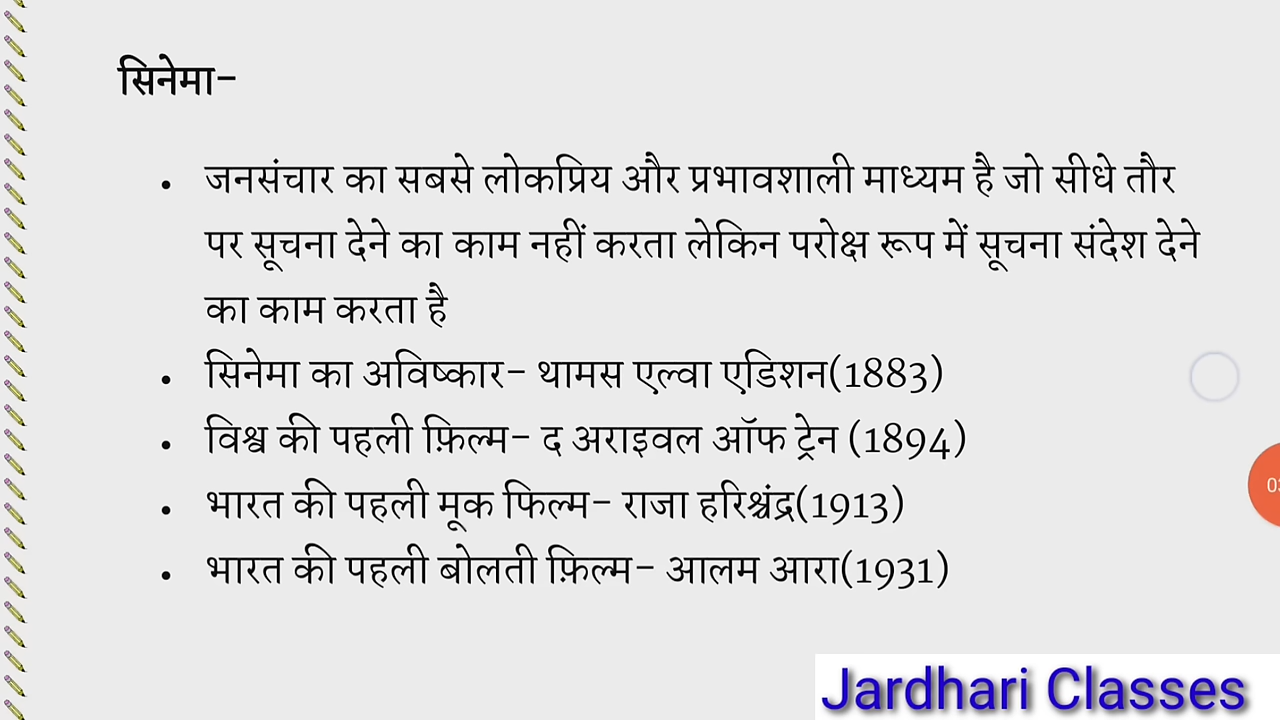 सिनेमा-
• जनसंचार का सबसे लोकप्रिय और प्रभावशाली माध्यम है जो सीधे तौर
पर सूचना देने का काम नहीं करता लेकिन परोक्ष रूप में सूचना संदेश देने
का काम करता है
• सिनेमा का अविष्कार- थामस एल्वा एडिशन(1883)
• विश्व की पहली फ़िल्म- द अराइवल ऑफ ट्रेन (1894)
• भारत की पहली मूक फिल्म- राजा हरिश्चंद्र(1913)
• भारत की पहली बोलती फ़िल्म- आलम आरा(1931)
Jardhari Classes